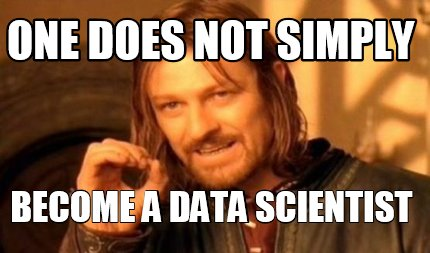 ONE DOES NOT SIMPLY
BECOME A DATA SCIENTIST